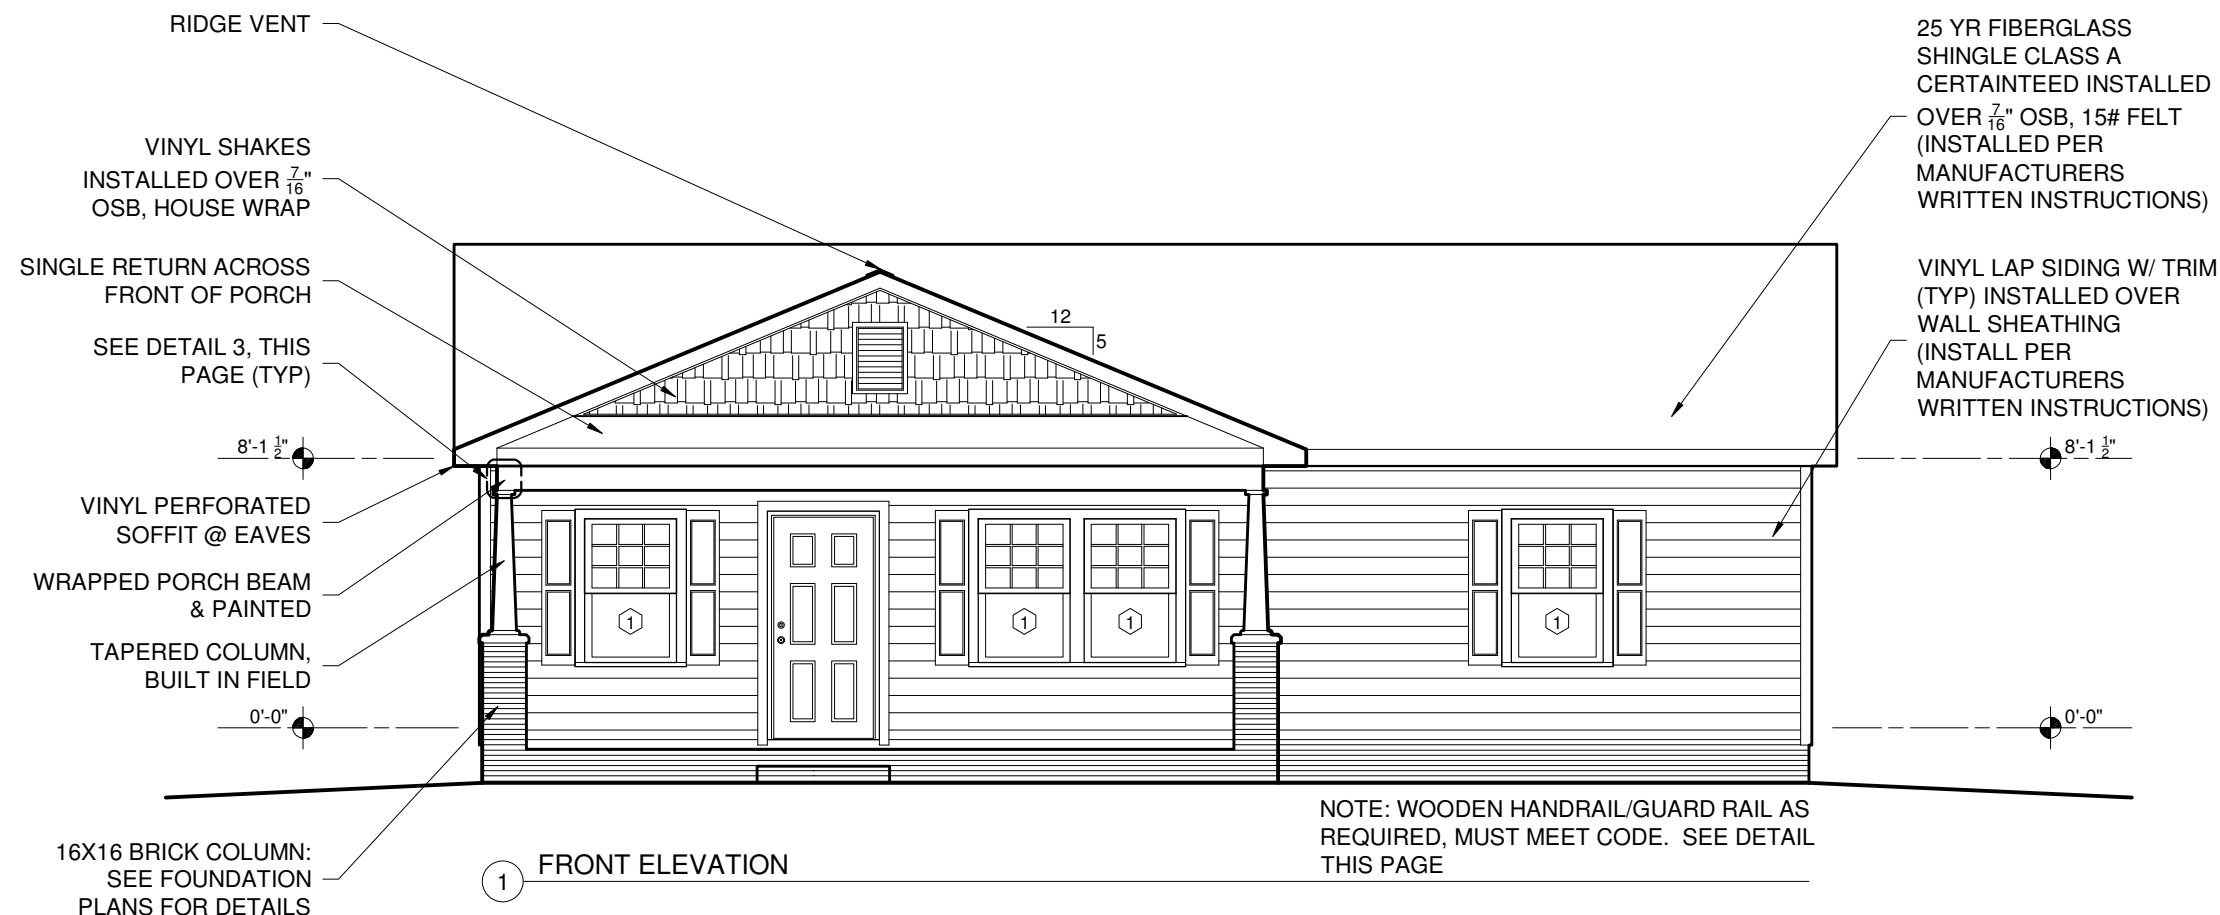 RIDGE VENT
VINYL SHAKES
INSTALLED OVER 7/16"
OSB, HOUSE WRAP
SINGLE RETURN ACROSS
FRONT OF PORCH
SEE DETAIL 3, THIS
PAGE (TYP)
8'-1 1/2"
VINYL PERFORATED
SOFFIT @ EAVES
WRAPPED PORCH BEAM
& PAINTED
TAPERED COLUMN,
BUILT IN FIELD
0'-0"
16X16 BRICK COLUMN:
SEE FOUNDATION
PLANS FOR DETAILS
12
5
1
1
1
1
25 YR FIBERGLASS
SHINGLE CLASS A
CERTAINTEED INSTALLED
OVER 7/16" OSB, 15# FELT
(INSTALLED PER
MANUFACTURERS
WRITTEN INSTRUCTIONS)
VINYL LAP SIDING W/ TRIM
(TYP) INSTALLED OVER
WALL SHEATHING
(INSTALL PER
MANUFACTURERS
WRITTEN INSTRUCTIONS)
8'-1 1/2"
0'-0"
NOTE: WOODEN HANDRAIL/GUARD RAIL AS
REQUIRED, MUST MEET CODE. SEE DETAIL
THIS PAGE
1 FRONT ELEVATION